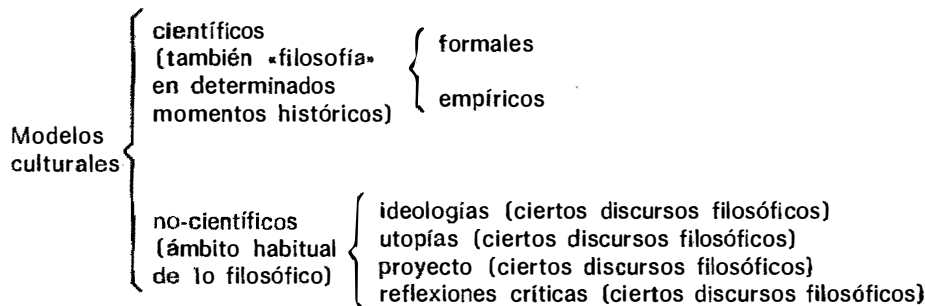 Modelos
culturales
científicos
(también «filosofía»
en determinados
momentos históricos)
formales
empíricos
no-científicos
(ámbito habitual
de lo filosófico)
ideologías (ciertos discursos filosóficos)
utopías (ciertos discursos filosóficos)
proyecto (ciertos discursos filosóficos)
reflexiones críticas (ciertos discursos filosóficos)